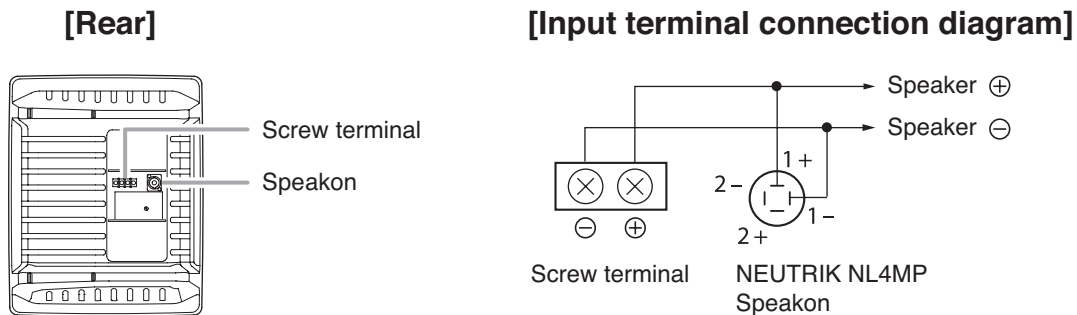 [Rear]
Screw terminal
Speakon
[Input terminal connection diagram]
Speaker ⊕
Speaker ⊖
1 +
2 –
1 –
2 +
⊖ ⊕
Screw terminal
NEUTRIK NL4MP
Speakon